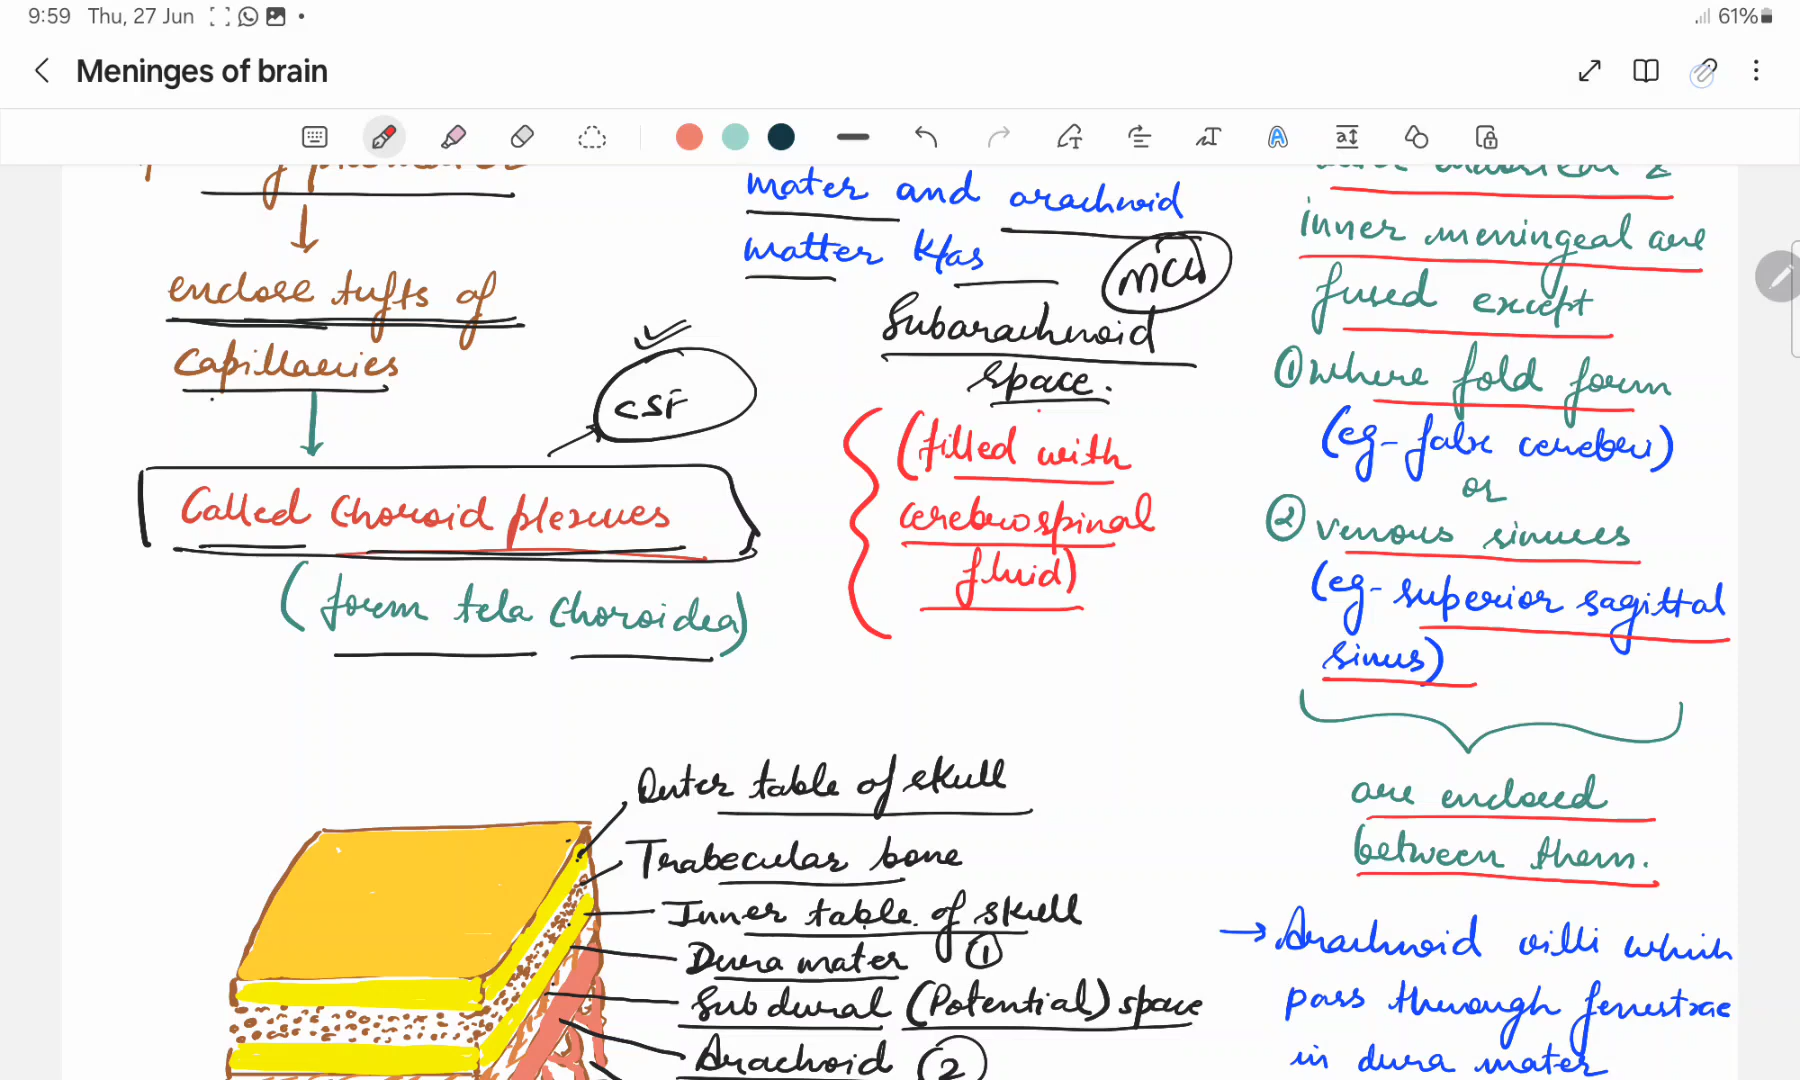 9:59 Thu, 27 Jun
61%
Meninges of brain
enclose tufts of
capillaries
CSF
Called Choroid plexues
(form tela choroidea)
mater and arachnoid
matter k/as
MCQ
Subarachnoid
space.
(filled with
cerebrospinal
fluid)
inner meningeal are
fused except
① where fold form
(eg- falx cerebri)
or
② venous sinuses
(eg- superior sagittal
sinus)
are enclosed
between them.
→ Arachnoid villi which
pass through fenestrae
in dura mater
Outer table of skull
Trabecular bone
Inner table of skull
Dura mater ①
Sub dural (Potential) space
Arachoid ②